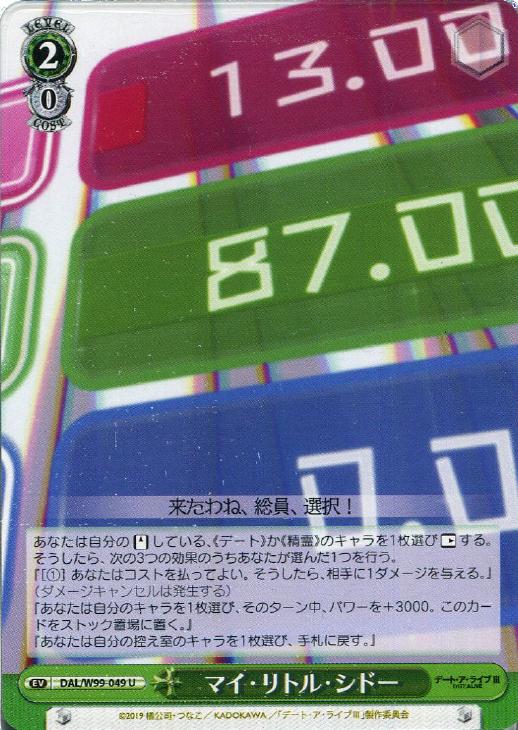 LEVEL
2
0
COST
13.00
87.00
0.0
来たわね、総員、選択！
あなたは自分の[↑]している、《デート》か《精霊》のキャラを1枚選び[→]する。
そうしたら、次の3つの効果のうちあなたが選んだ1つを行う。
『[①] あなたはコストを払ってよい。そうしたら、相手に1ダメージを与える。』
(ダメージキャンセルは発生する)
『あなたは自分のキャラを1枚選び、そのターン中、パワーを＋3000。このカー
ドをストック置場に置く。』
『あなたは自分の控え室のキャラを1枚選び、手札に戻す。』
EV DAL/W99-049 U マイ・リトル・シドー デート・ア・ライブⅢ
DATE A LIVE
©2019 橘公司・つなこ／KADOKAWA／「デート・ア・ライブⅢ」製作委員会